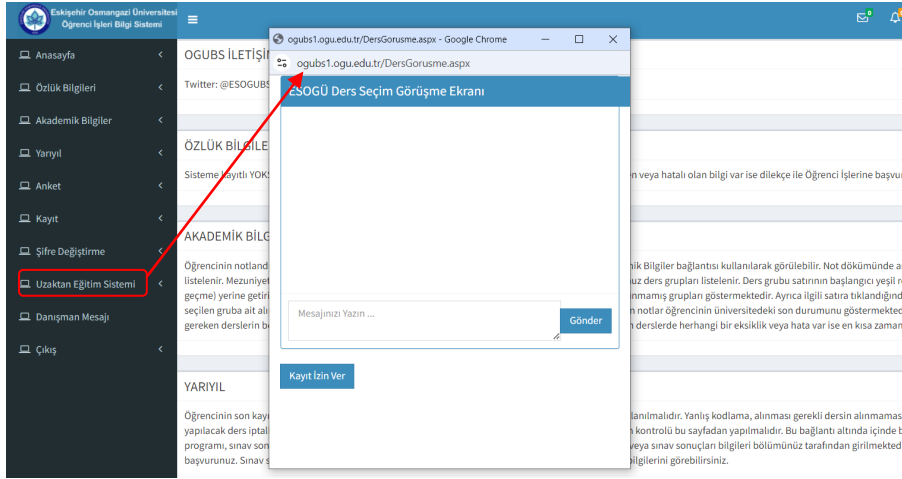 Eskişehir Osmangazi Üniversitesi
Öğrenci İşleri Bilgi Sistemi
Anasayfa
Özlük Bilgileri
Akademik Bilgiler
Yarıyıl
Anket
Kayıt
Şifre Değiştirme
Uzaktan Eğitim Sistemi
Danışman Mesajı
Çıkış
OGUBS İLETİŞİ
Twitter: @ESOGUBS
ÖZLÜK BİLGİLE
Sisteme kayıtlı YOKS
n veya hatalı olan bilgi var ise dilekçe ile Öğrenci İşlerine başvu
AKADEMİK BİLG
Öğrencinin notland
ik Bilgiler bağlantısı kullanılarak görülebilir. Not dökümünde a
listelenir. Mezuniyet
uz ders grupları listelenir. Ders grubu satırının başlangıcı yeşil r
geçme) yerine getiri
nmamış grupları göstermektedir. Ayrıca ilgili satıra tıklandığınd
seçilen gruba ait alı
n notlar öğrencinin üniversitedeki son durumunu göstermekted
gereken derslerin b
derslerde herhangi bir eksiklik veya hata var ise en kısa zaman
YARIYIL
Öğrencinin son kayı
lanılmalıdır. Yanlış kodlama, alınması gerekli dersin alınmamas
yapılacak ders iptal
kontrolü bu sayfadan yapılmalıdır. Bu bağlantı altında içinde b
programı, sınav son
veya sınav sonuçları bilgileri bölümünüz tarafından girilmekted
başvurunuz. Sınav s
bilgilerini görebilirsiniz.
ogubs1.ogu.edu.tr/DersGorusme.aspx - Google Chrome
ogubs1.ogu.edu.tr/DersGorusme.aspx
ESOGÜ Ders Seçim Görüşme Ekranı
Mesajınızı Yazın ...
Gönder
Kayıt İzin Ver